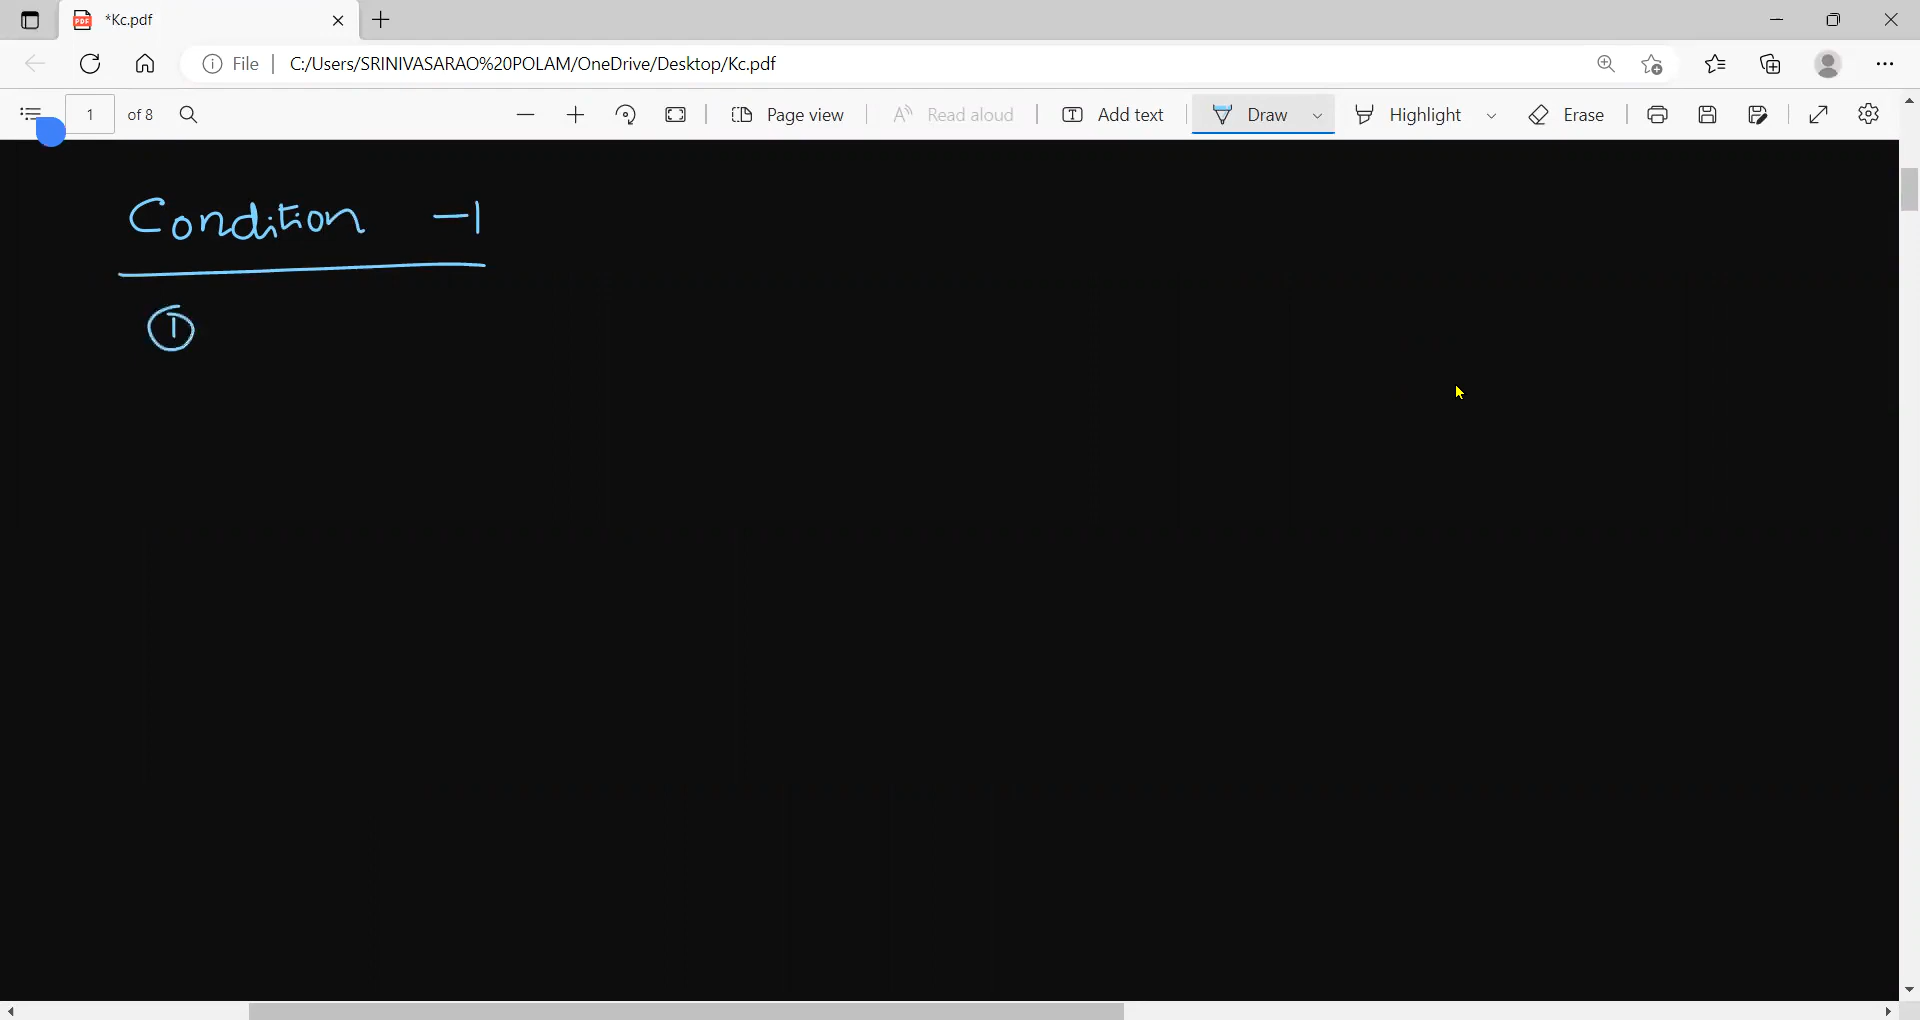 *Kc.pdf
File | C:/Users/SRINIVASARAO%20POLAM/OneDrive/Desktop/Kc.pdf
1 of 8 Page view Read aloud Add text Draw Highlight Erase
Condition -1
①